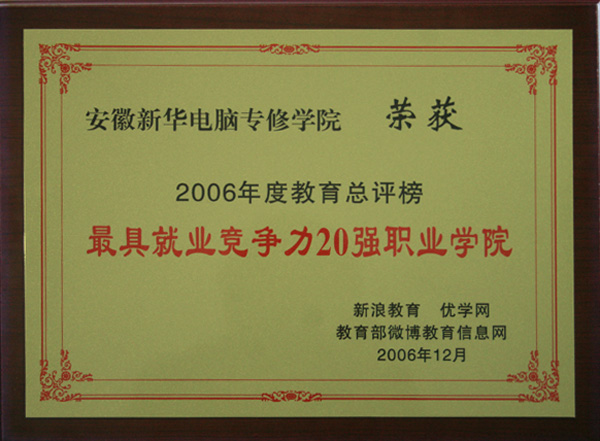 安徽新华电脑专修学院 荣获
2006年度教育总评榜
最具就业竞争力20强职业学院
新浪教育 优学网
教育部微博教育信息网
2006年12月